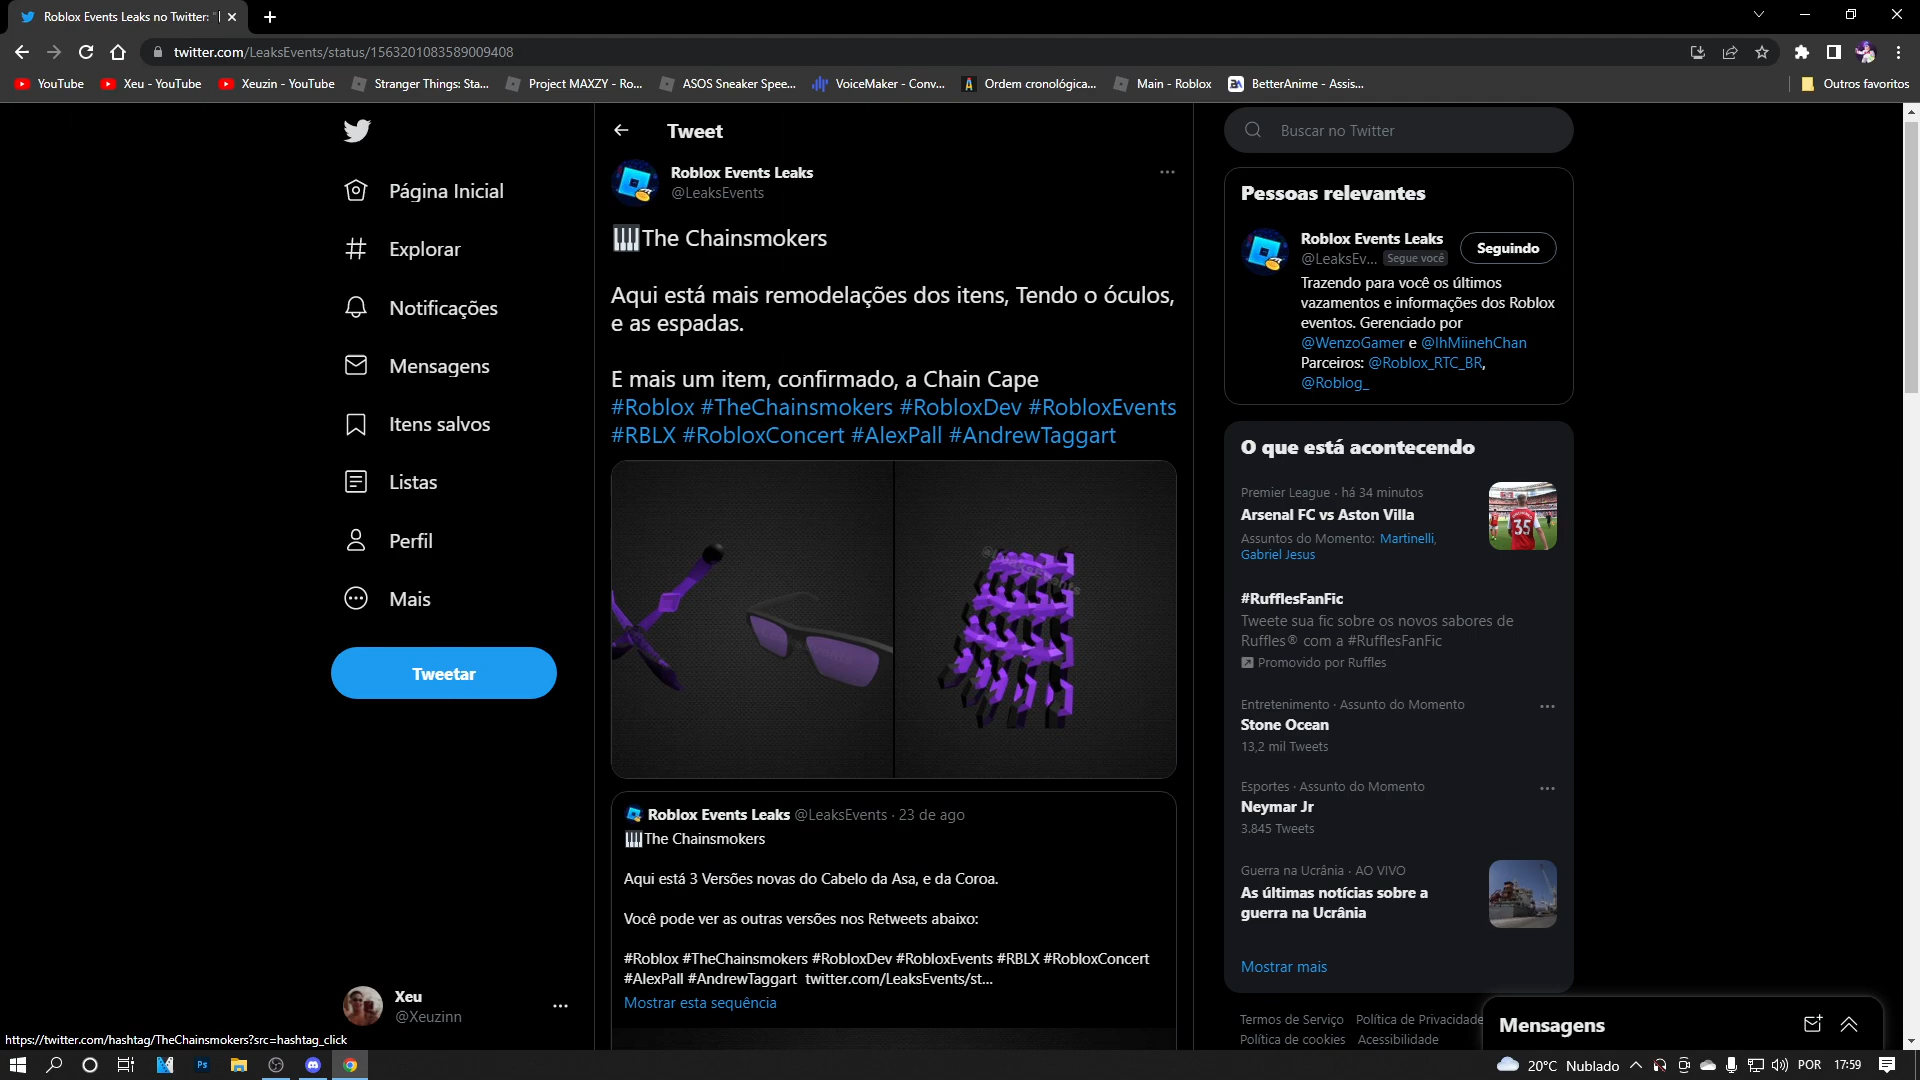 Roblox Events Leaks no Twitter: "
twitter.com/LeaksEvents/status/1563201083589009408
YouTube
Xeu - YouTube
Xeuzin - YouTube
Stranger Things: Sta...
Project MAXZY - Ro...
ASOS Sneaker Spee...
VoiceMaker - Conv...
Ordem cronológica...
Main - Roblox
BetterAnime - Assis...
Outros favoritos
Página Inicial
Explorar
Notificações
Mensagens
Itens salvos
Listas
Perfil
Mais
Tweetar
Xeu
@Xeuzinn
Tweet
Roblox Events Leaks
@LeaksEvents
The Chainsmokers
Aqui está mais remodelações dos itens, Tendo o óculos,
e as espadas.
E mais um item, confirmado, a Chain Cape
#Roblox #TheChainsmokers #RobloxDev #RobloxEvents
#RBLX #RobloxConcert #AlexPall #AndrewTaggart
Roblox Events Leaks @LeaksEvents · 23 de ago
The Chainsmokers
Aqui está 3 Versões novas do Cabelo da Asa, e da Coroa.
Você pode ver as outras versões nos Retweets abaixo:
#Roblox #TheChainsmokers #RobloxDev #RobloxEvents #RBLX #RobloxConcert
#AlexPall #AndrewTaggart twitter.com/LeaksEvents/st...
Mostrar esta sequência
Buscar no Twitter
Pessoas relevantes
Roblox Events Leaks
@LeaksEv... Segue você
Seguindo
Trazendo para você os últimos
vazamentos e informações dos Roblox
eventos. Gerenciado por
@WenzoGamer e @IhMiinehChan
Parceiros: @Roblox_RTC_BR,
@Roblog_
O que está acontecendo
Premier League · há 34 minutos
Arsenal FC vs Aston Villa
Assuntos do Momento: Martinelli,
Gabriel Jesus
35
#RufflesFanFic
Tweete sua fic sobre os novos sabores de
Ruffles® com a #RufflesFanFic
Promovido por Ruffles
Entretenimento · Assunto do Momento
Stone Ocean
13,2 mil Tweets
Esportes · Assunto do Momento
Neymar Jr
3.845 Tweets
Guerra na Ucrânia · AO VIVO
As últimas notícias sobre a
guerra na Ucrânia
Mostrar mais
Termos de Serviço Política de Privacidade
Política de cookies Acessibilidade
Mensagens
https://twitter.com/hashtag/TheChainsmokers?src=hashtag_click
Ps
20°C Nublado
POR
17:59